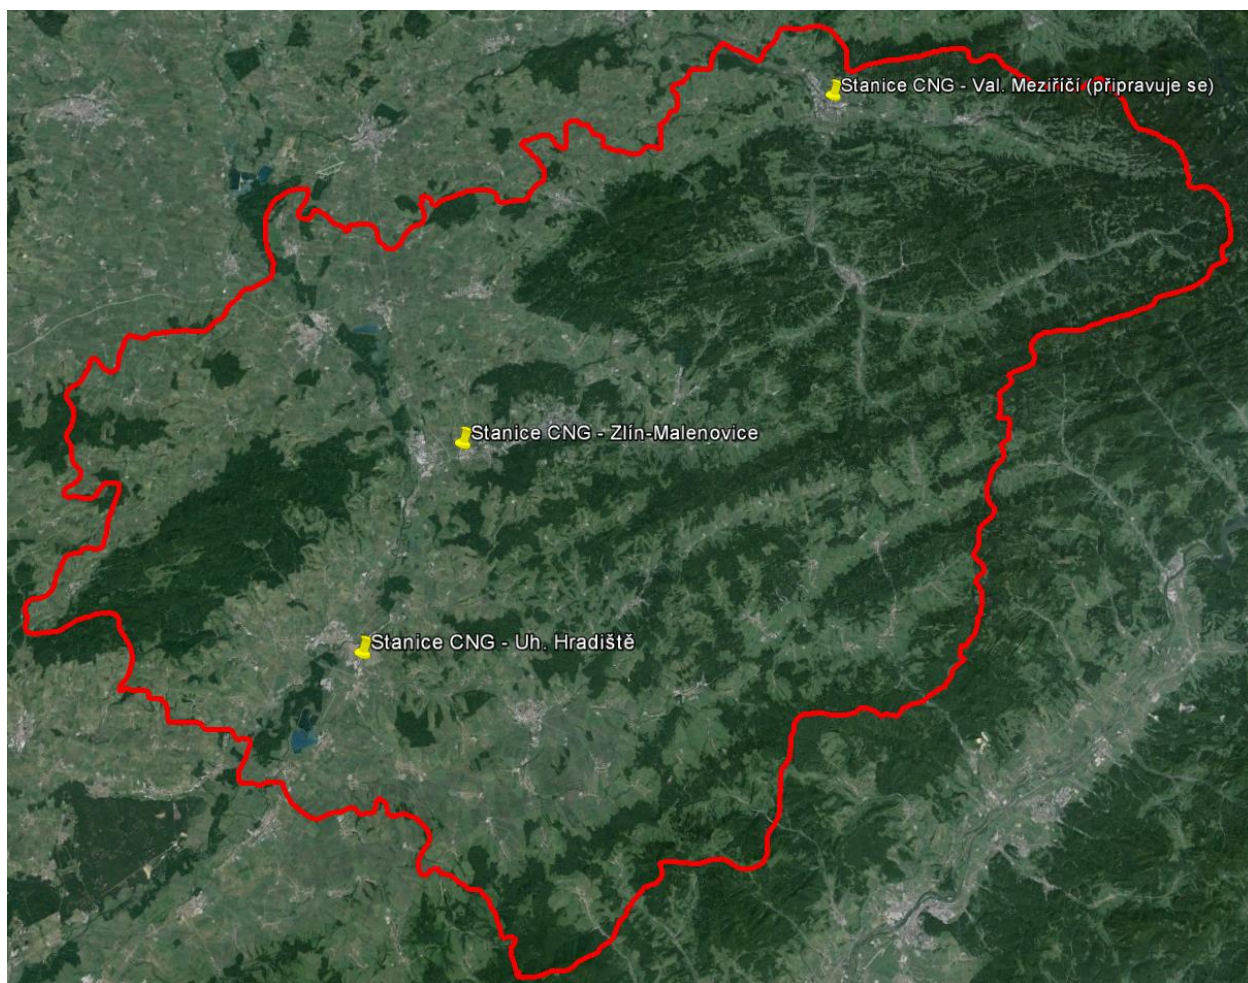 Stanice CNG - Val. Meziříčí (připravuje se)
Stanice CNG - Zlín-Malenovice
Stanice CNG - Uh. Hradiště